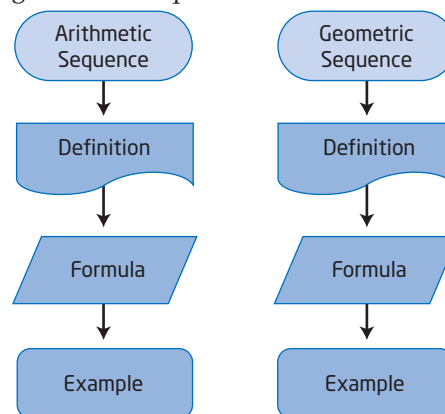 Arithmetic
Sequence
Definition
Formula
Example
Geometric
Sequence
Definition
Formula
Example